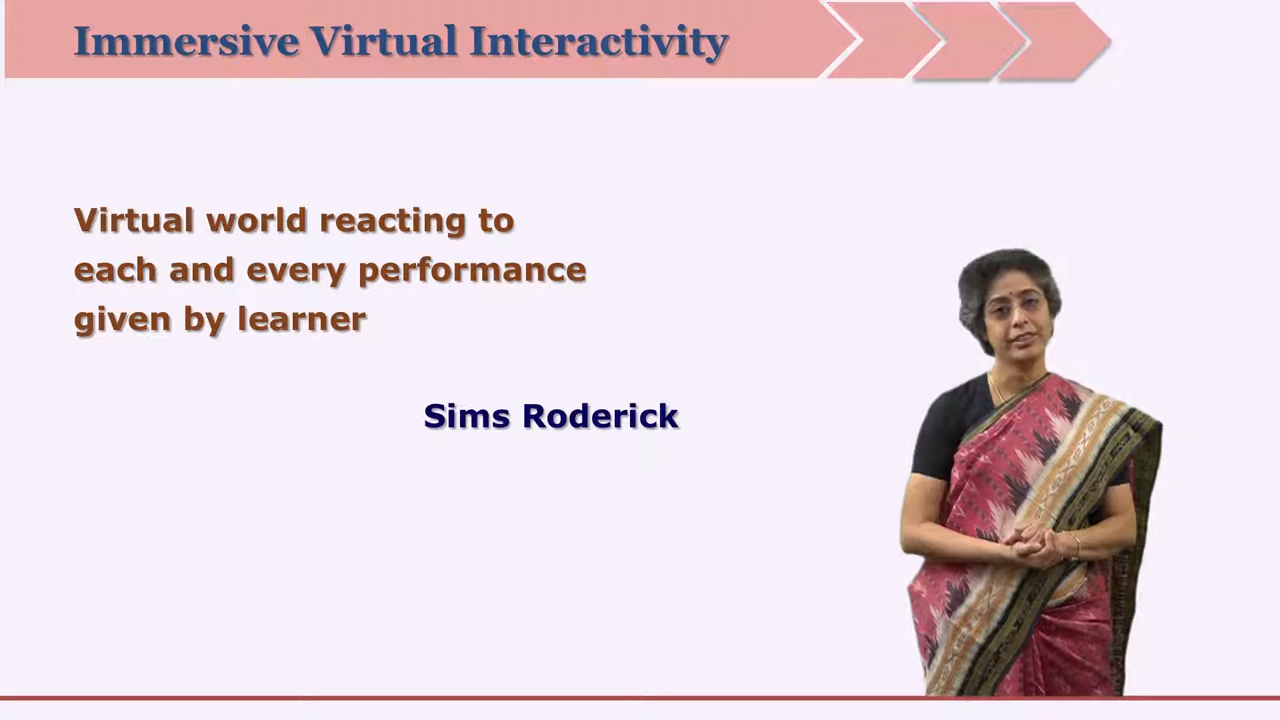 Immersive Virtual Interactivity
Virtual world reacting to
each and every performance
given by learner
Sims Roderick